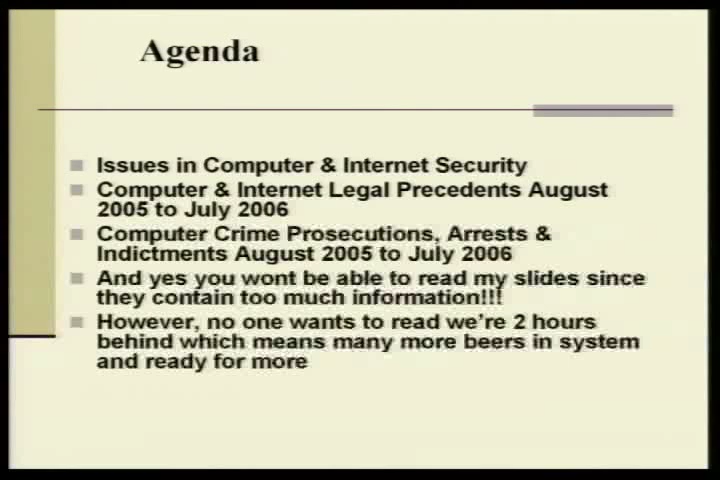 Agenda
Issues in Computer & Internet Security
Computer & Internet Legal Precedents August
2005 to July 2006
Computer Crime Prosecutions, Arrests &
Indictments August 2005 to July 2006
And yes you wont be able to read my slides since
they contain too much information!!!
However, no one wants to read we're 2 hours
behind which means many more beers in system
and ready for more